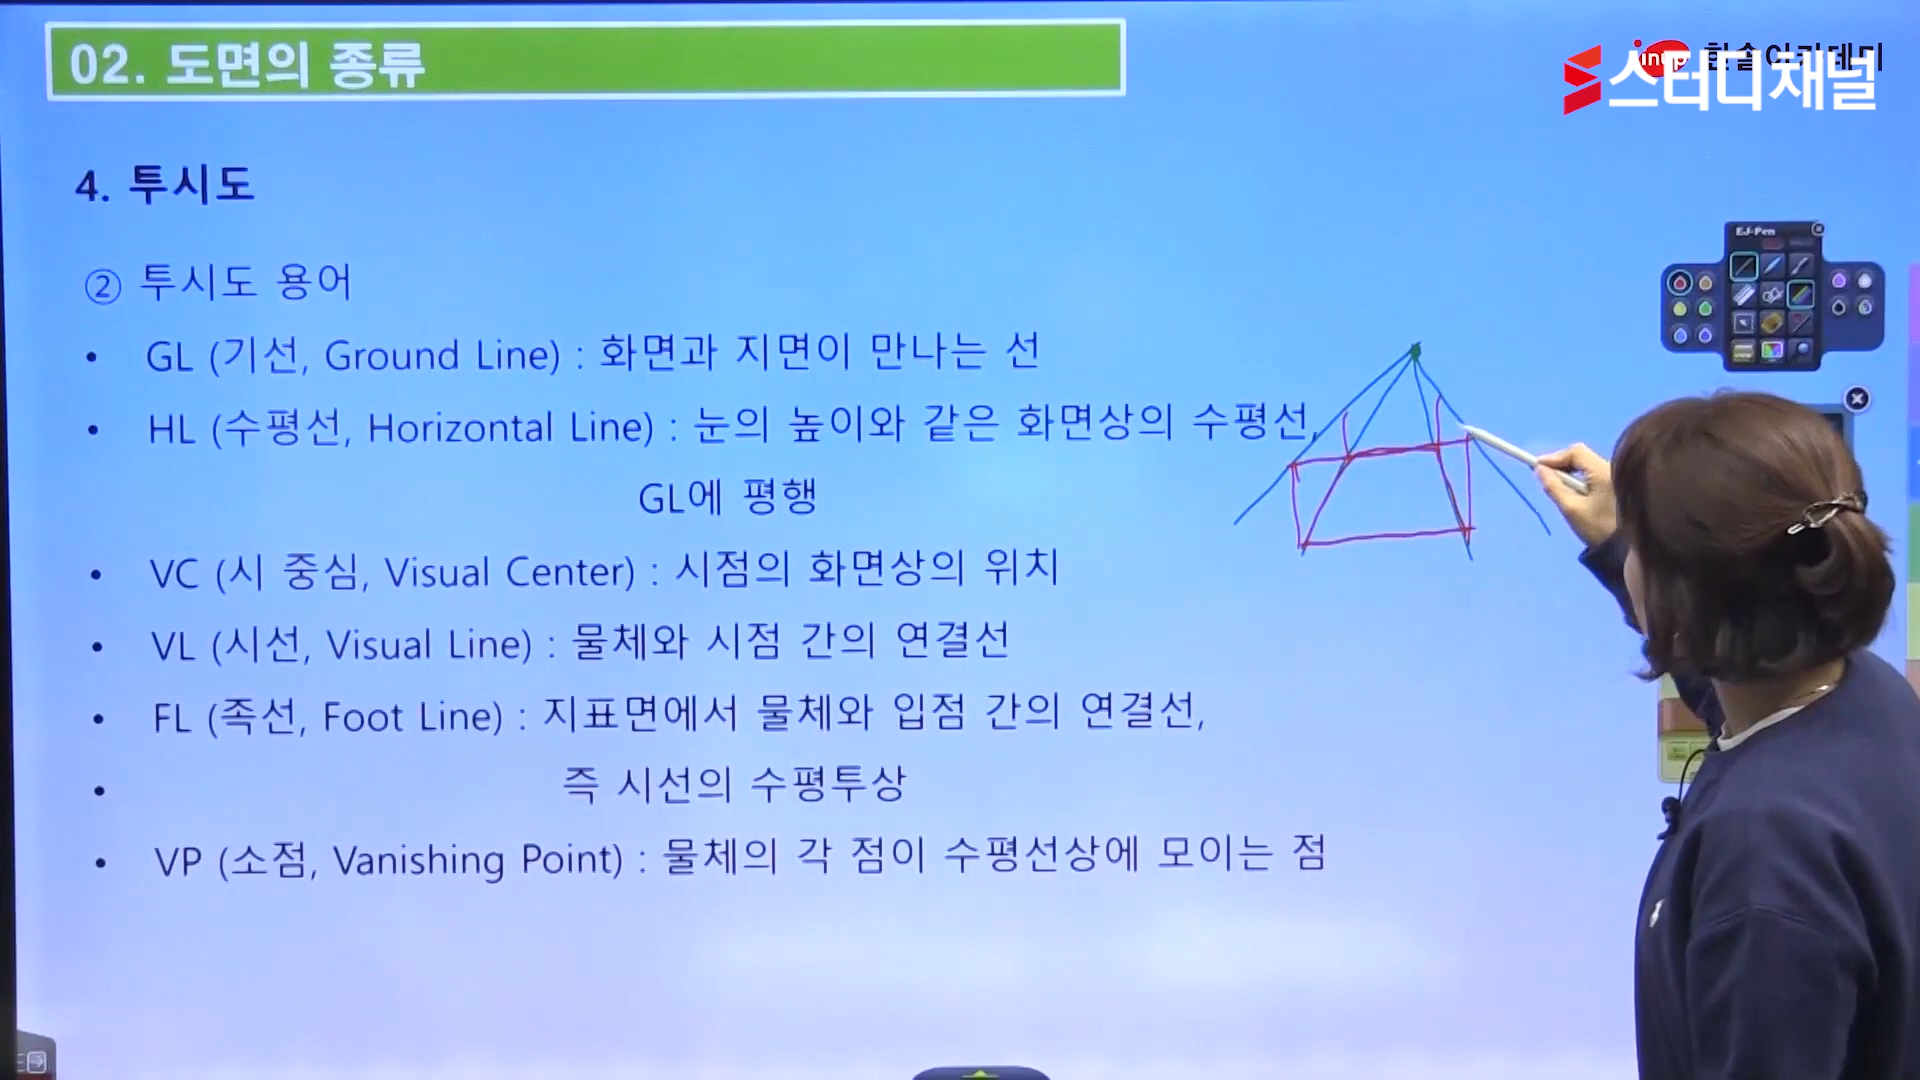 02. 도면의 종류
스터디채널
4. 투시도
② 투시도 용어
EJ-Pen
• GL (기선, Ground Line) : 화면과 지면이 만나는 선
• HL (수평선, Horizontal Line) : 눈의 높이와 같은 화면상의 수평선,
GL에 평행
• VC (시 중심, Visual Center) : 시점의 화면상의 위치
• VL (시선, Visual Line) : 물체와 시점 간의 연결선
• FL (족선, Foot Line) : 지표면에서 물체와 입점 간의 연결선,
• 즉 시선의 수평투상
• VP (소점, Vanishing Point) : 물체의 각 점이 수평선상에 모이는 점